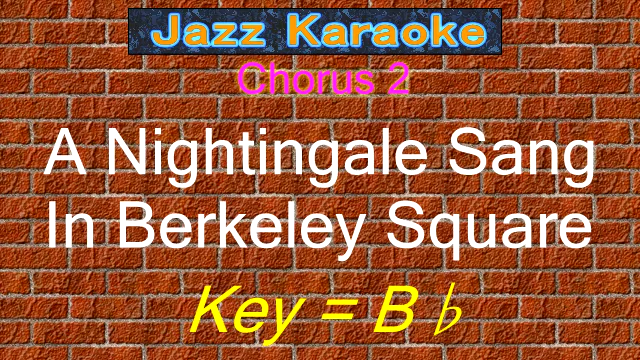 Jazz Karaoke
Chorus 2
A Nightingale Sang
In Berkeley Square
Key = B♭